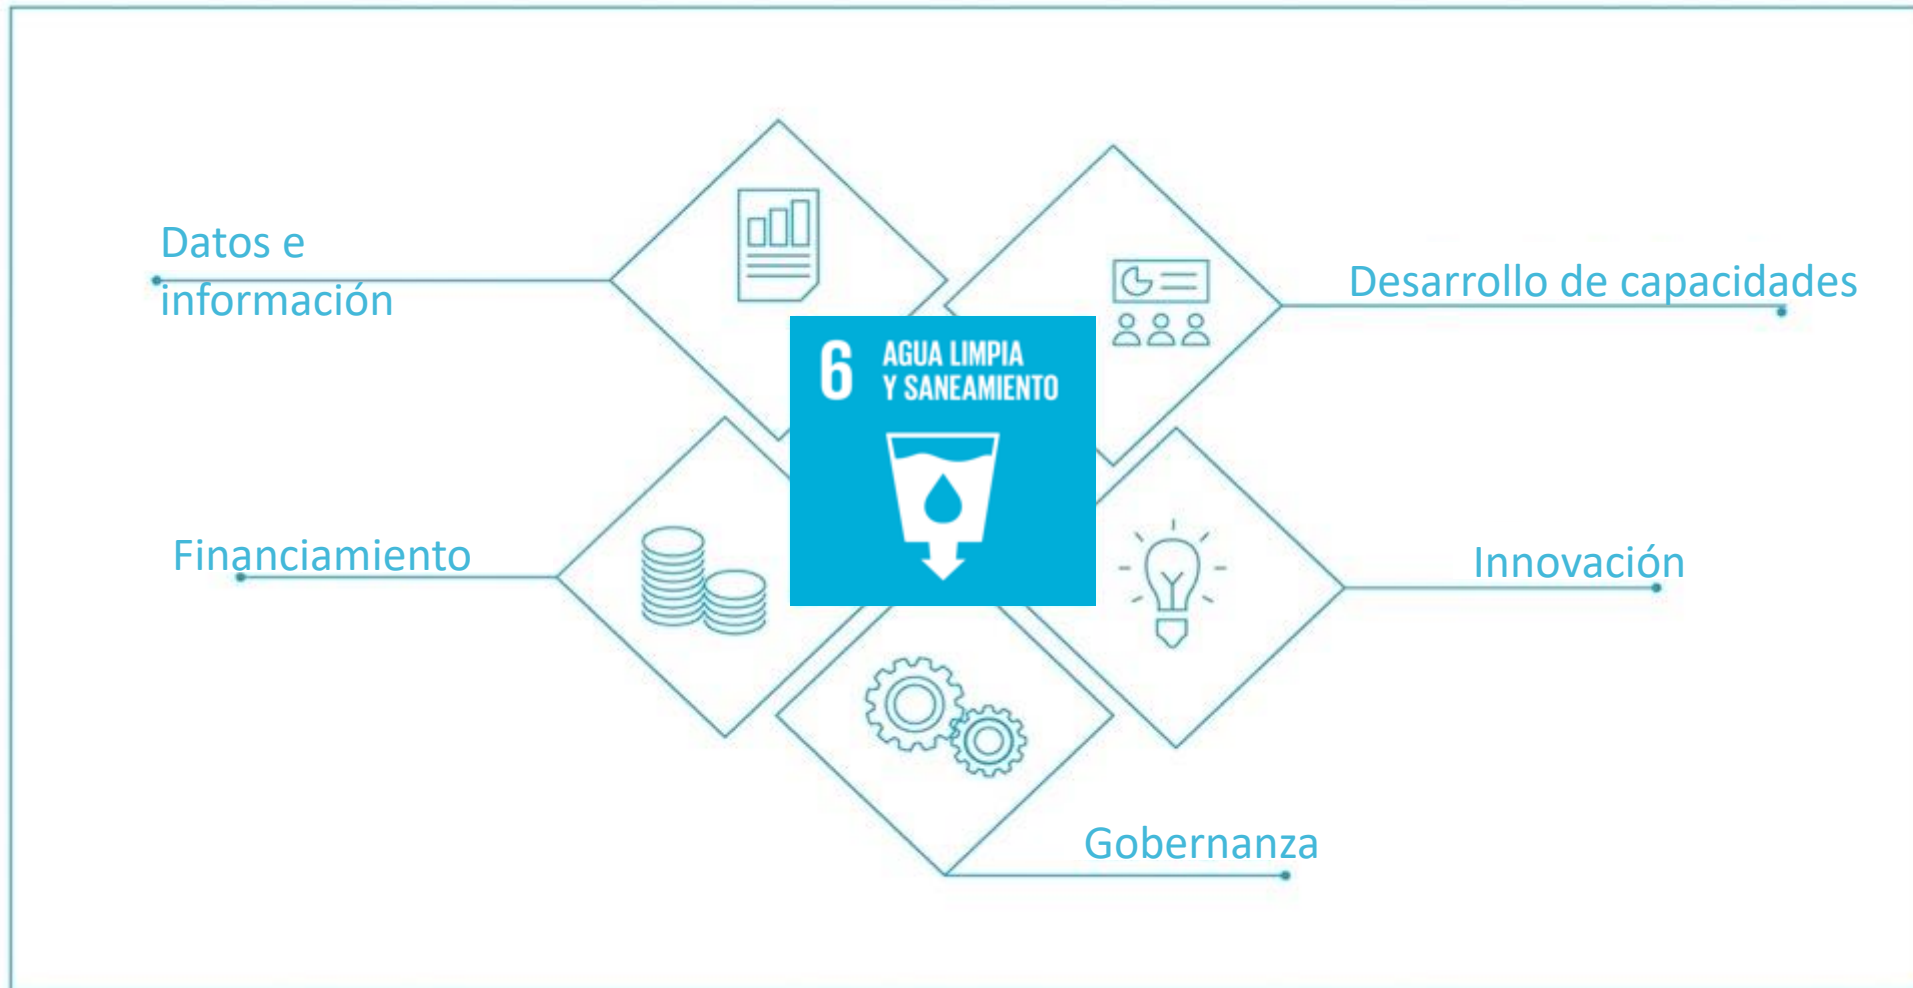 Datos e
información
Desarrollo de capacidades
6 AGUA LIMPIA
Y SANEAMIENTO
Financiamiento
Innovación
Gobernanza